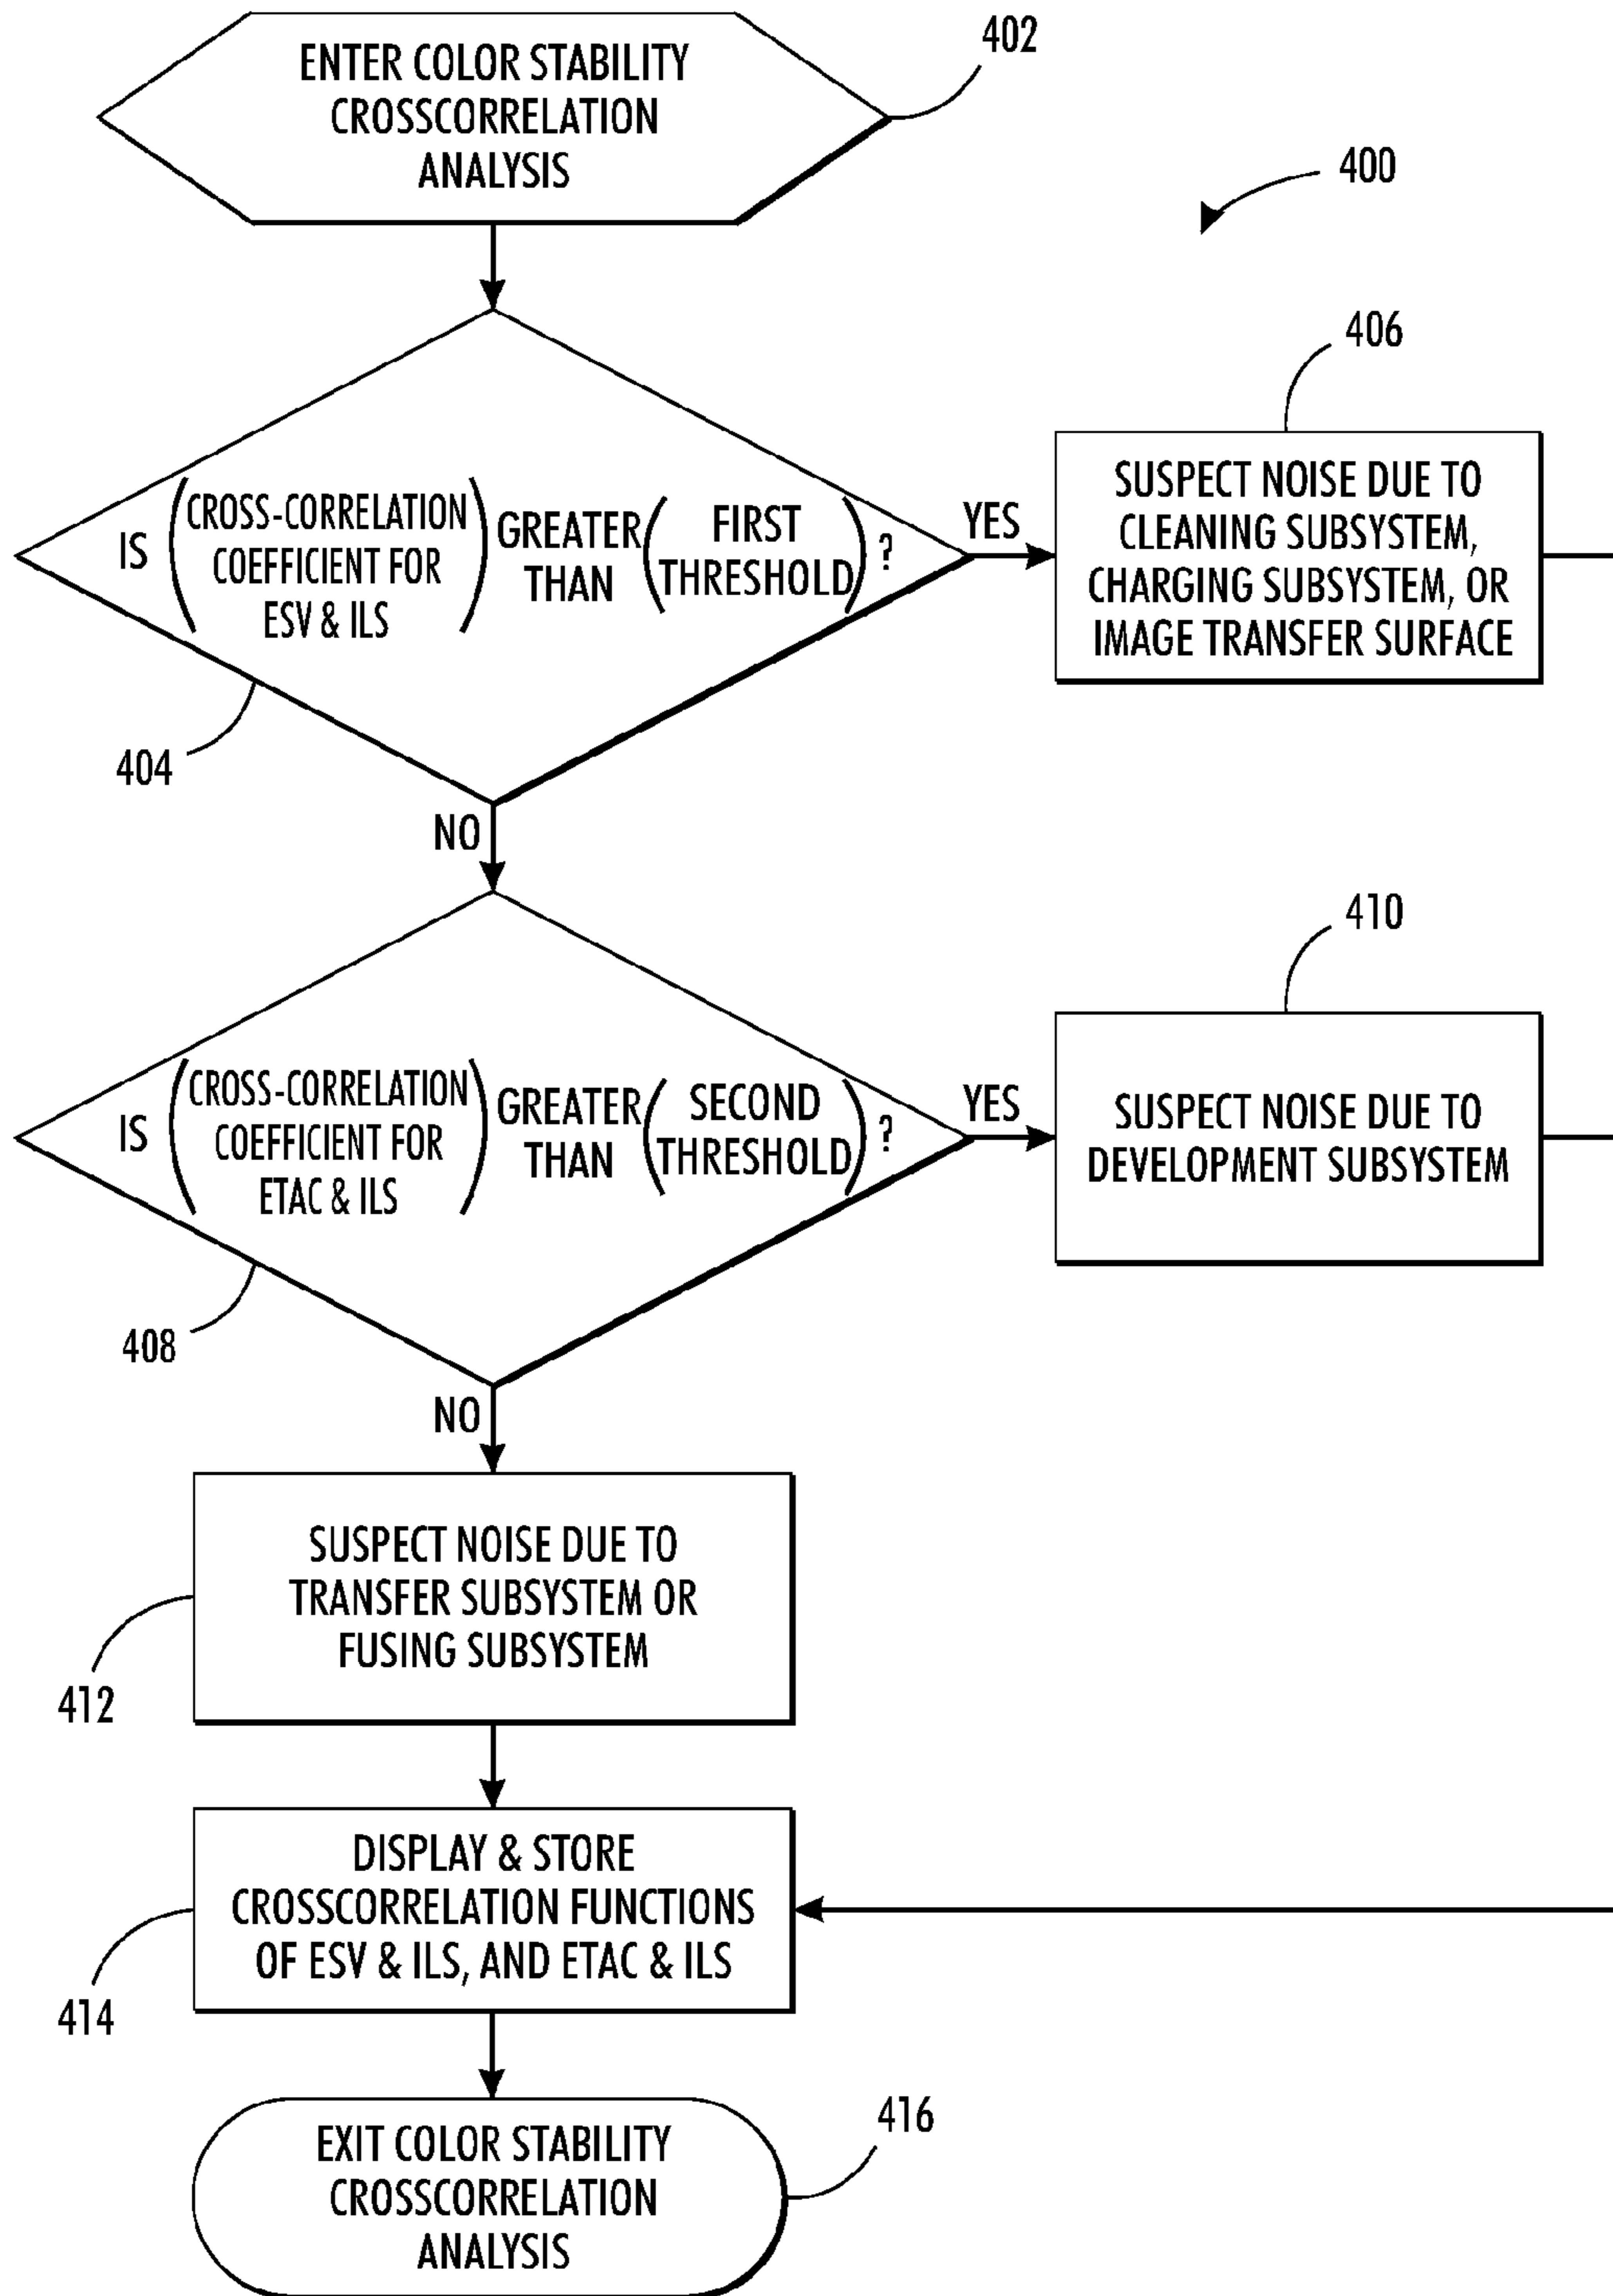 ENTER COLOR STABILITY
CROSSCORRELATION
ANALYSIS
402
400
IS (CROSS-CORRELATION
COEFFICIENT FOR
ESV & ILS) GREATER
THAN (FIRST
THRESHOLD) ?
404
YES
406
SUSPECT NOISE DUE TO
CLEANING SUBSYSTEM,
CHARGING SUBSYSTEM, OR
IMAGE TRANSFER SURFACE
NO
IS (CROSS-CORRELATION
COEFFICIENT FOR
ETAC & ILS) GREATER
THAN (SECOND
THRESHOLD) ?
408
YES
410
SUSPECT NOISE DUE TO
DEVELOPMENT SUBSYSTEM
NO
SUSPECT NOISE DUE TO
TRANSFER SUBSYSTEM OR
FUSING SUBSYSTEM
412
DISPLAY & STORE
CROSSCORRELATION FUNCTIONS
OF ESV & ILS, AND ETAC & ILS
414
EXIT COLOR STABILITY
CROSSCORRELATION
ANALYSIS
416